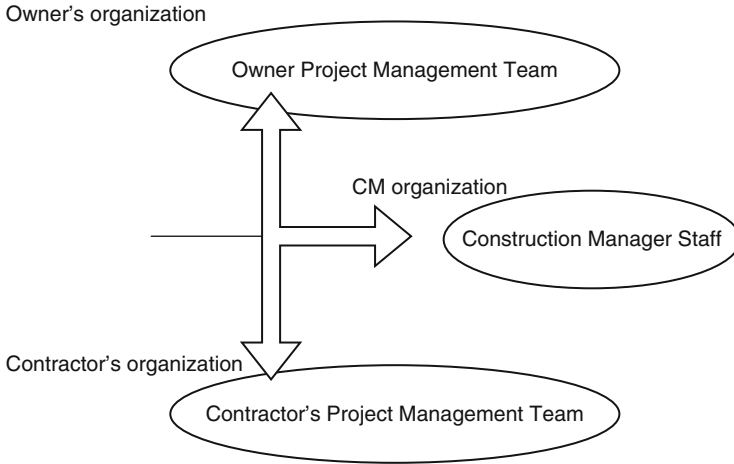 Owner’s organization
Owner Project Management Team
CM organization
Construction Manager Staff
Contractor’s organization
Contractor’s Project Management Team